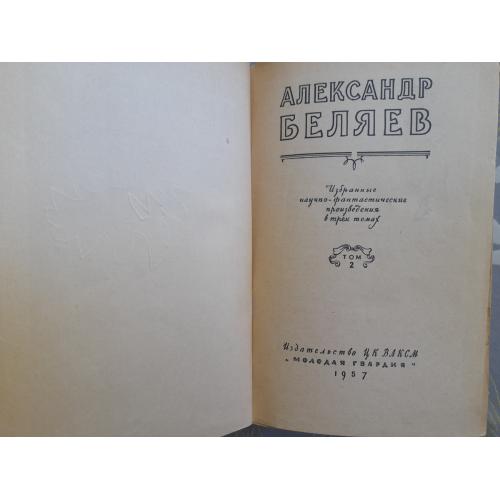 АЛЕКСАНДР
БЕЛЯЕВ
Избранные
научно-фантастические
произведения
в трех томах
ТОМ
2
Издательство ЦК ВЛКСМ
„МОЛОДАЯ ГВАРДИЯ"
1957